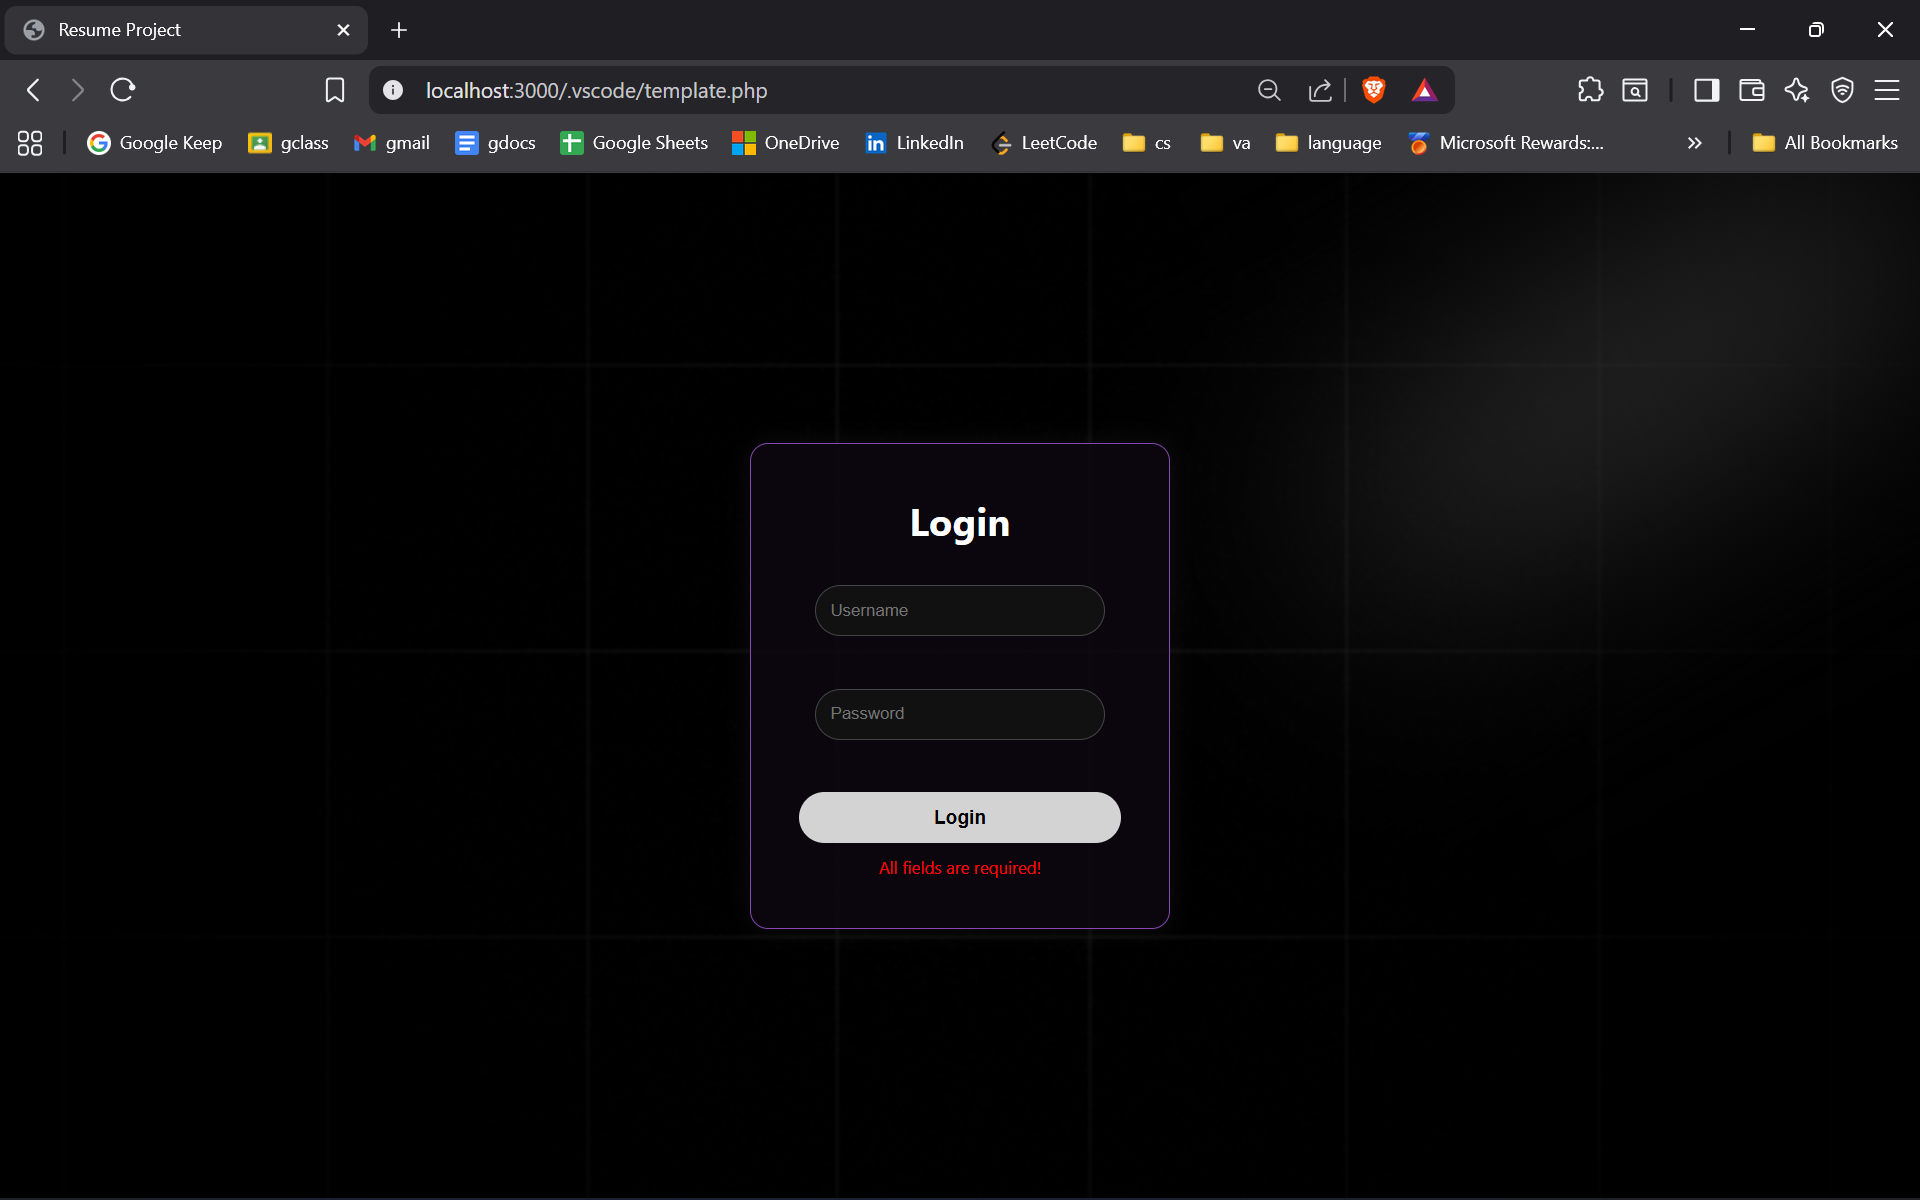 Resume Project
localhost:3000/.vscode/template.php
Google Keep gclass gmail gdocs Google Sheets OneDrive LinkedIn LeetCode cs va language Microsoft Rewards:... All Bookmarks
Login
Username
Password
Login
All fields are required!